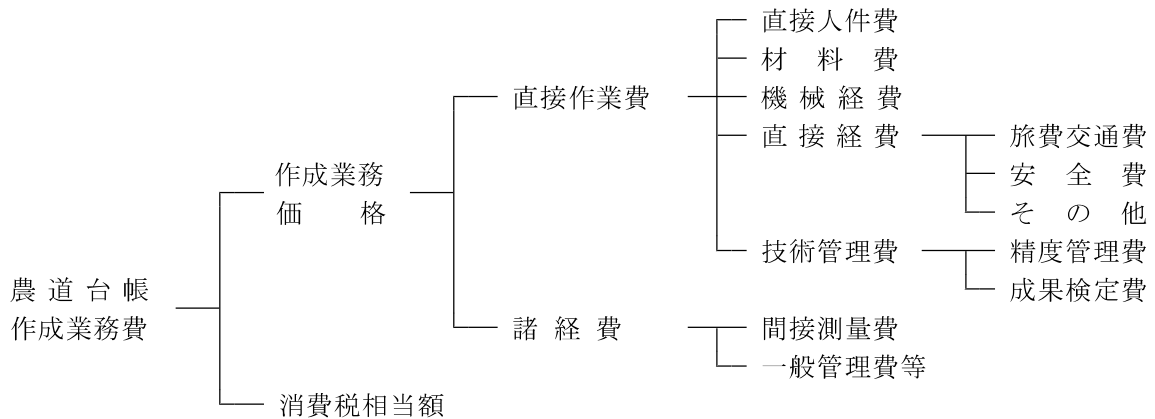 直接人件費
材料費
直接作業費
機械経費
直接経費
旅費交通費
作成業務
価格
安全費
その他
技術管理費
精度管理費
農道台帳
作成業務費
成果検定費
諸経費
間接測量費
一般管理費等
消費税相当額